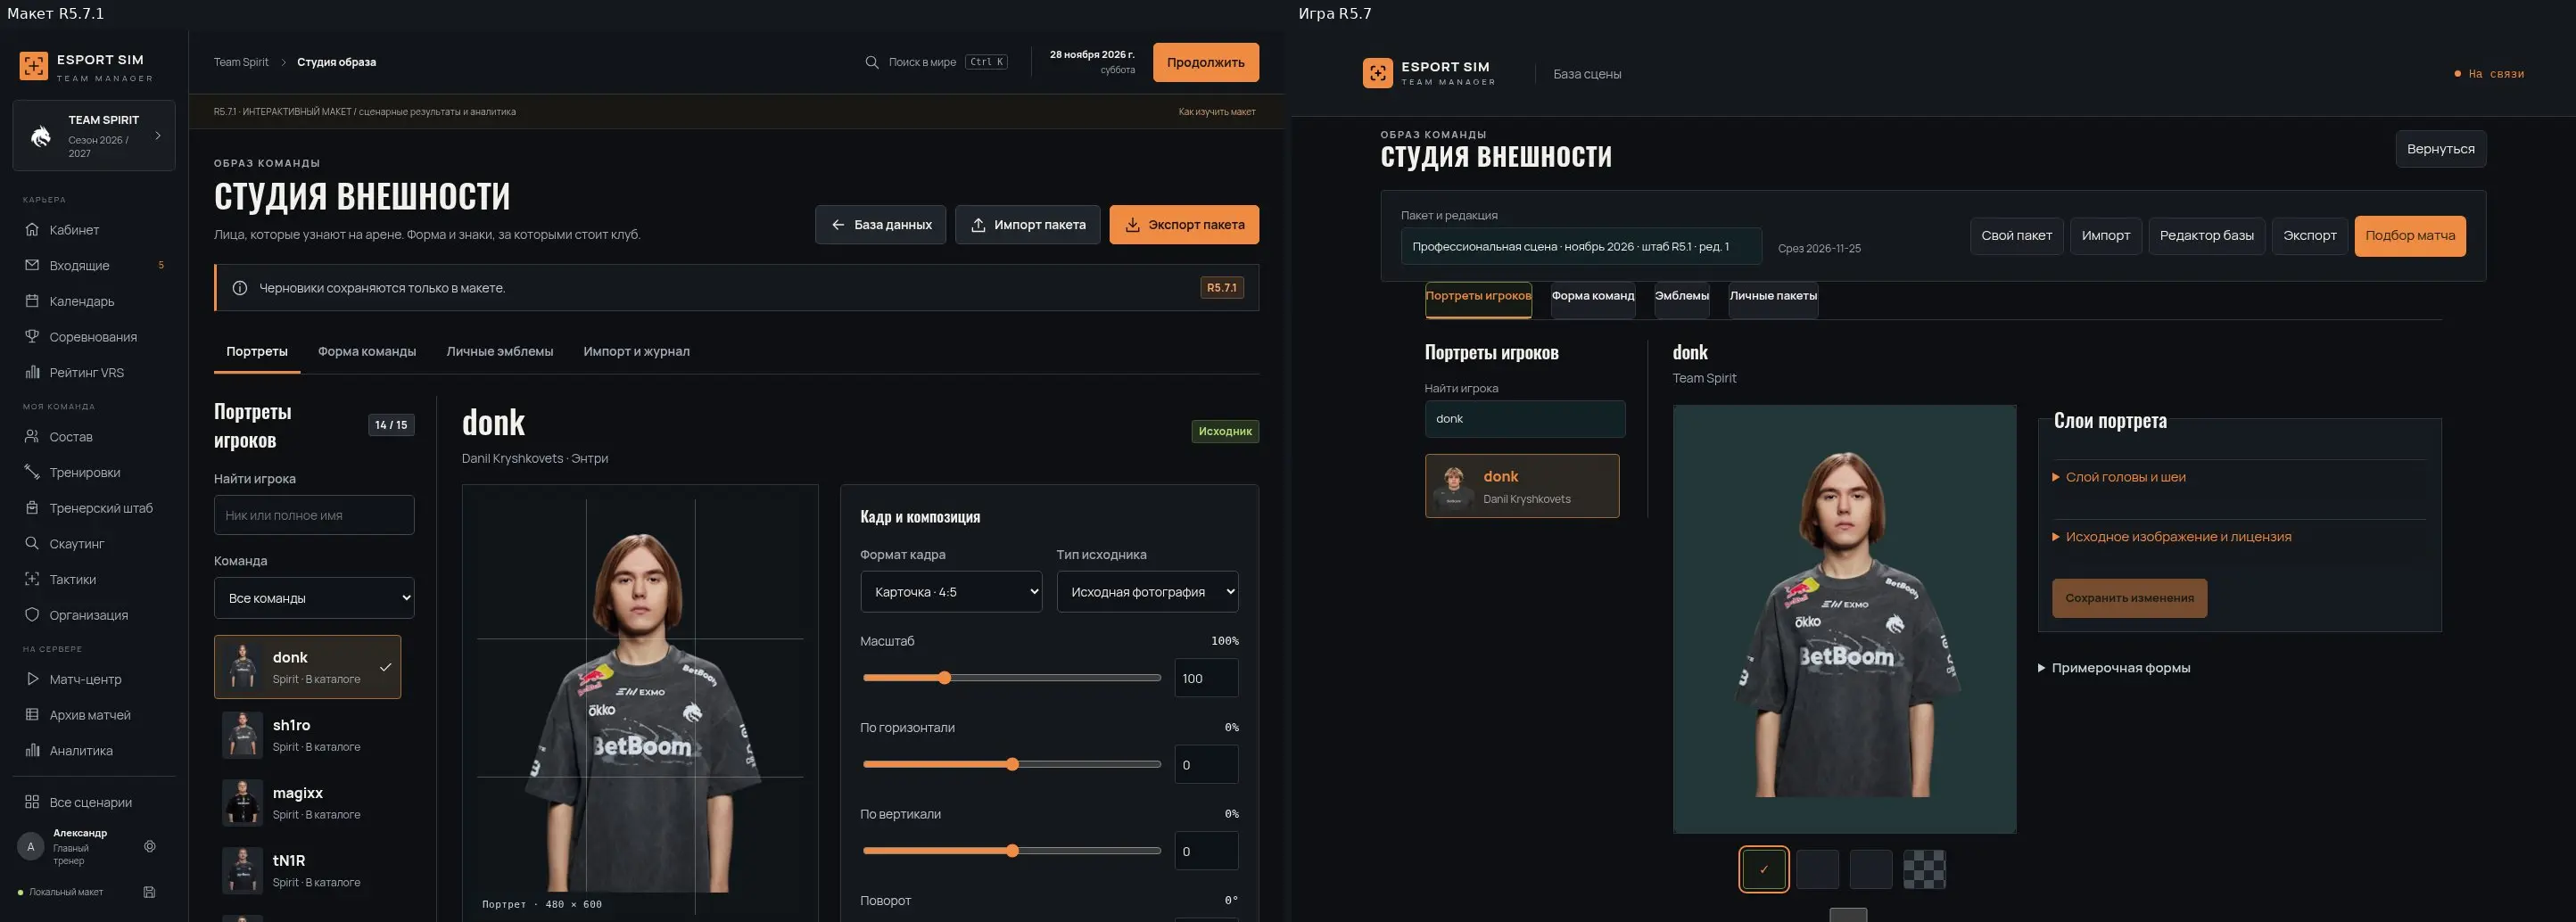 Макет R5.7.1
ESPORT SIM
TEAM MANAGER
TEAM SPIRIT
Сезон 2026 /
2027
КАРЬЕРА
Кабинет
Входящие 5
Календарь
Соревнования
Рейтинг VRS
МОЯ КОМАНДА
Состав
Тренировки
Тренерский штаб
Скаутинг
Тактики
Организация
НА СЕРВЕРЕ
Матч-центр
Архив матчей
Аналитика
Все сценарии
А
Александр
Главный
тренер
Локальный макет
Team Spirit > Студия образа
Поиск в мире Ctrl K
28 ноября 2026 г.
суббота
Продолжить
R5.7.1 · ИНТЕРАКТИВНЫЙ МАКЕТ / сценарные результаты и аналитика
Как изучить макет
ОБРАЗ КОМАНДЫ
СТУДИЯ ВНЕШНОСТИ
Лица, которые узнают на арене. Форма и знаки, за которыми стоит клуб.
База данных
Импорт пакета
Экспорт пакета
Черновики сохраняются только в макете.
R5.7.1
Портреты
Форма команды
Личные эмблемы
Импорт и журнал
Портреты
игроков
14 / 15
Найти игрока
Ник или полное имя
Команда
Все команды
donk
Spirit · В каталоге
sh1ro
Spirit · В каталоге
magixx
Spirit · В каталоге
tN1R
Spirit · В каталоге
donk
Danil Kryshkovets · Энтри
Исходник
Red Bull
BetBoom
EXMO
ōkko
BetBoom
Портрет · 480 × 600
Кадр и композиция
Формат кадра
Карточка · 4:5
Тип исходника
Исходная фотография
Масштаб 100%
100
По горизонтали 0%
0
По вертикали 0%
0
Поворот 0°
Игра R5.7
ESPORT SIM
TEAM MANAGER
База сцены
На связи
ОБРАЗ КОМАНДЫ
СТУДИЯ ВНЕШНОСТИ
Вернуться
Пакет и редакция
Профессиональная сцена · ноябрь 2026 · штаб R5.1 · ред. 1
Срез 2026-11-25
Свой пакет
Импорт
Редактор базы
Экспорт
Подбор матча
Портреты игроков
Форма команд
Эмблемы
Личные пакеты
Портреты игроков
Найти игрока
donk
donk
Danil Kryshkovets
donk
Team Spirit
Red Bull
BetBoom
EXMO
ōkko
BetBoom
Слои портрета
Слой головы и шеи
Исходное изображение и лицензия
Сохранить изменения
Примерочная формы